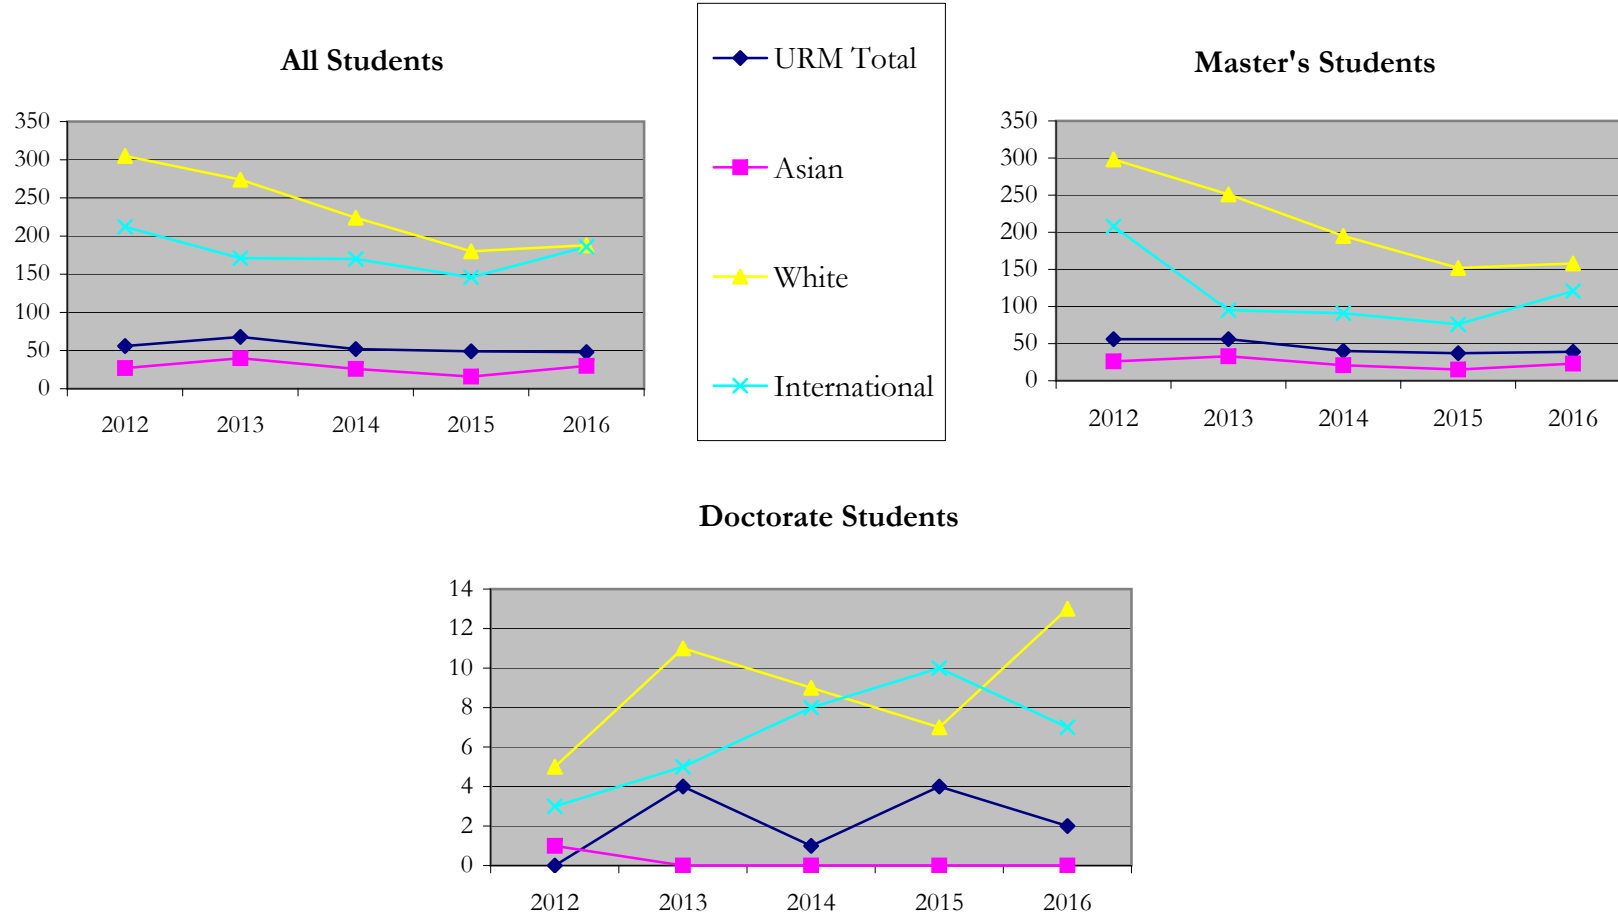 All Students
350
300
250
200
150
100
50
0
2012 2013 2014 2015 2016
URM Total
Asian
White
International
Master's Students
350
300
250
200
150
100
50
0
2012 2013 2014 2015 2016
Doctorate Students
14
12
10
8
6
4
2
0
2012 2013 2014 2015 2016